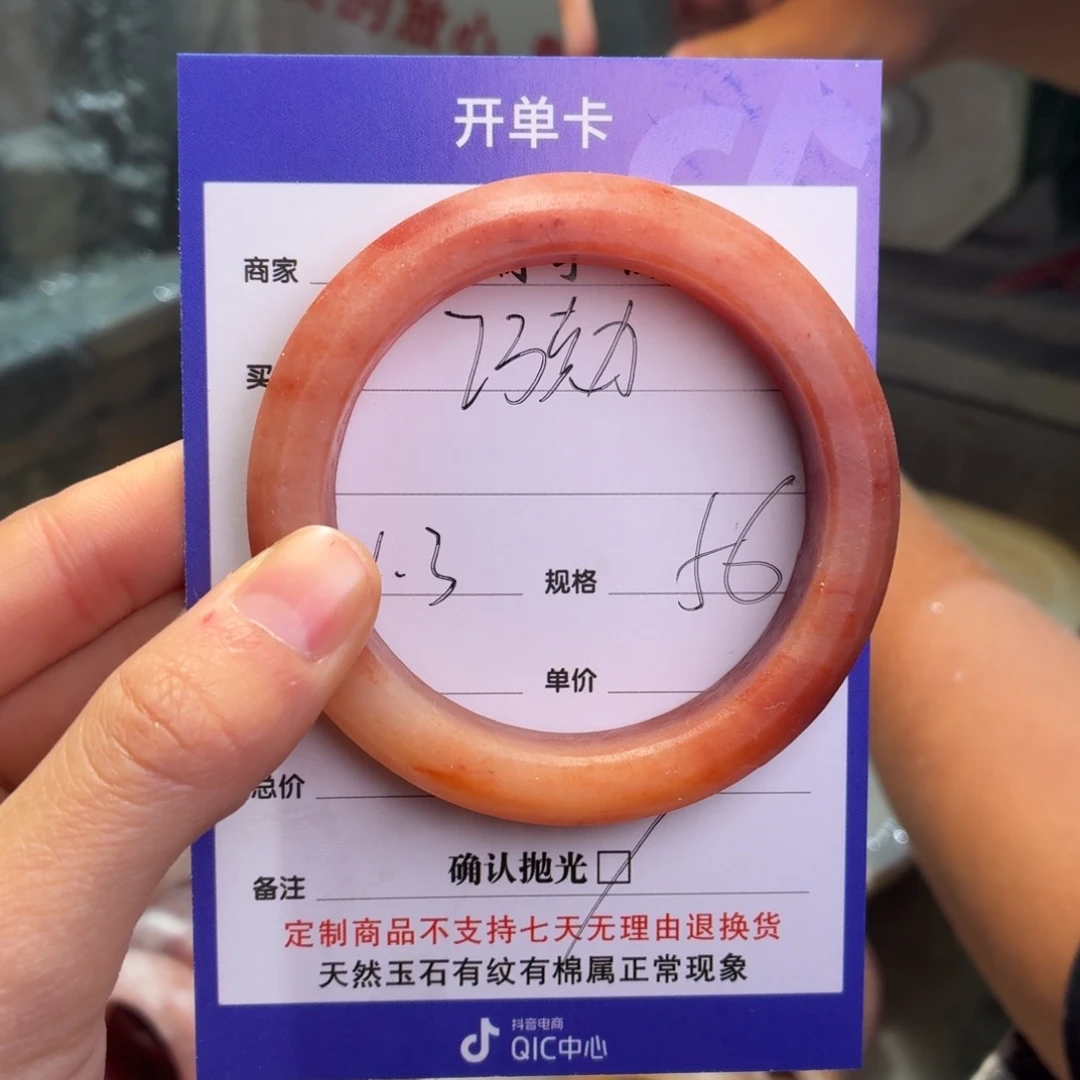 开单卡
商家
买
巧克力
1.3 规格 56
单价
总价
确认抛光
备注
定制商品不支持七天无理由退换货
天然玉石有纹有棉属正常现象
抖音电商
QIC中心